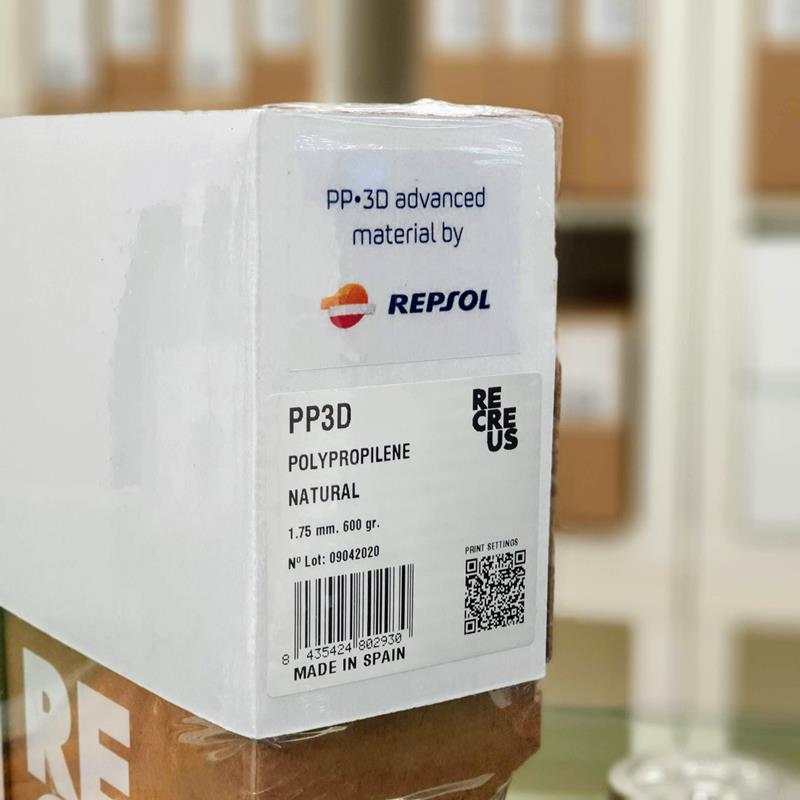 PP•3D advanced
material by
REPSOL
PP3D
RE
CRE
US
POLYPROPILENE
NATURAL
1.75 mm. 600 gr.
Nº Lot: 09042020
PRINT SETTINGS
8 435424 802930
MADE IN SPAIN
RE